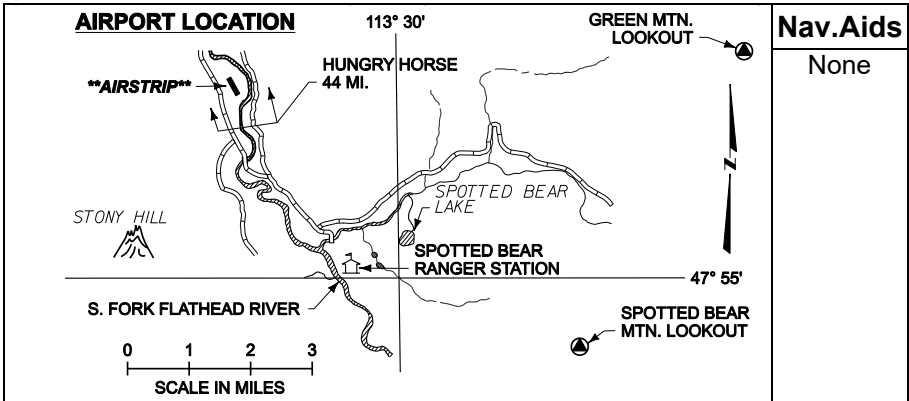 AIRPORT LOCATION
113° 30'
GREEN MTN.
LOOKOUT
Nav.Aids
None
HUNGRY HORSE
44 MI.
**AIRSTRIP**
N
SPOTTED BEAR
LAKE
STONY HILL
SPOTTED BEAR
RANGER STATION
47° 55'
S. FORK FLATHEAD RIVER
SPOTTED BEAR
MTN. LOOKOUT
0 1 2 3
SCALE IN MILES